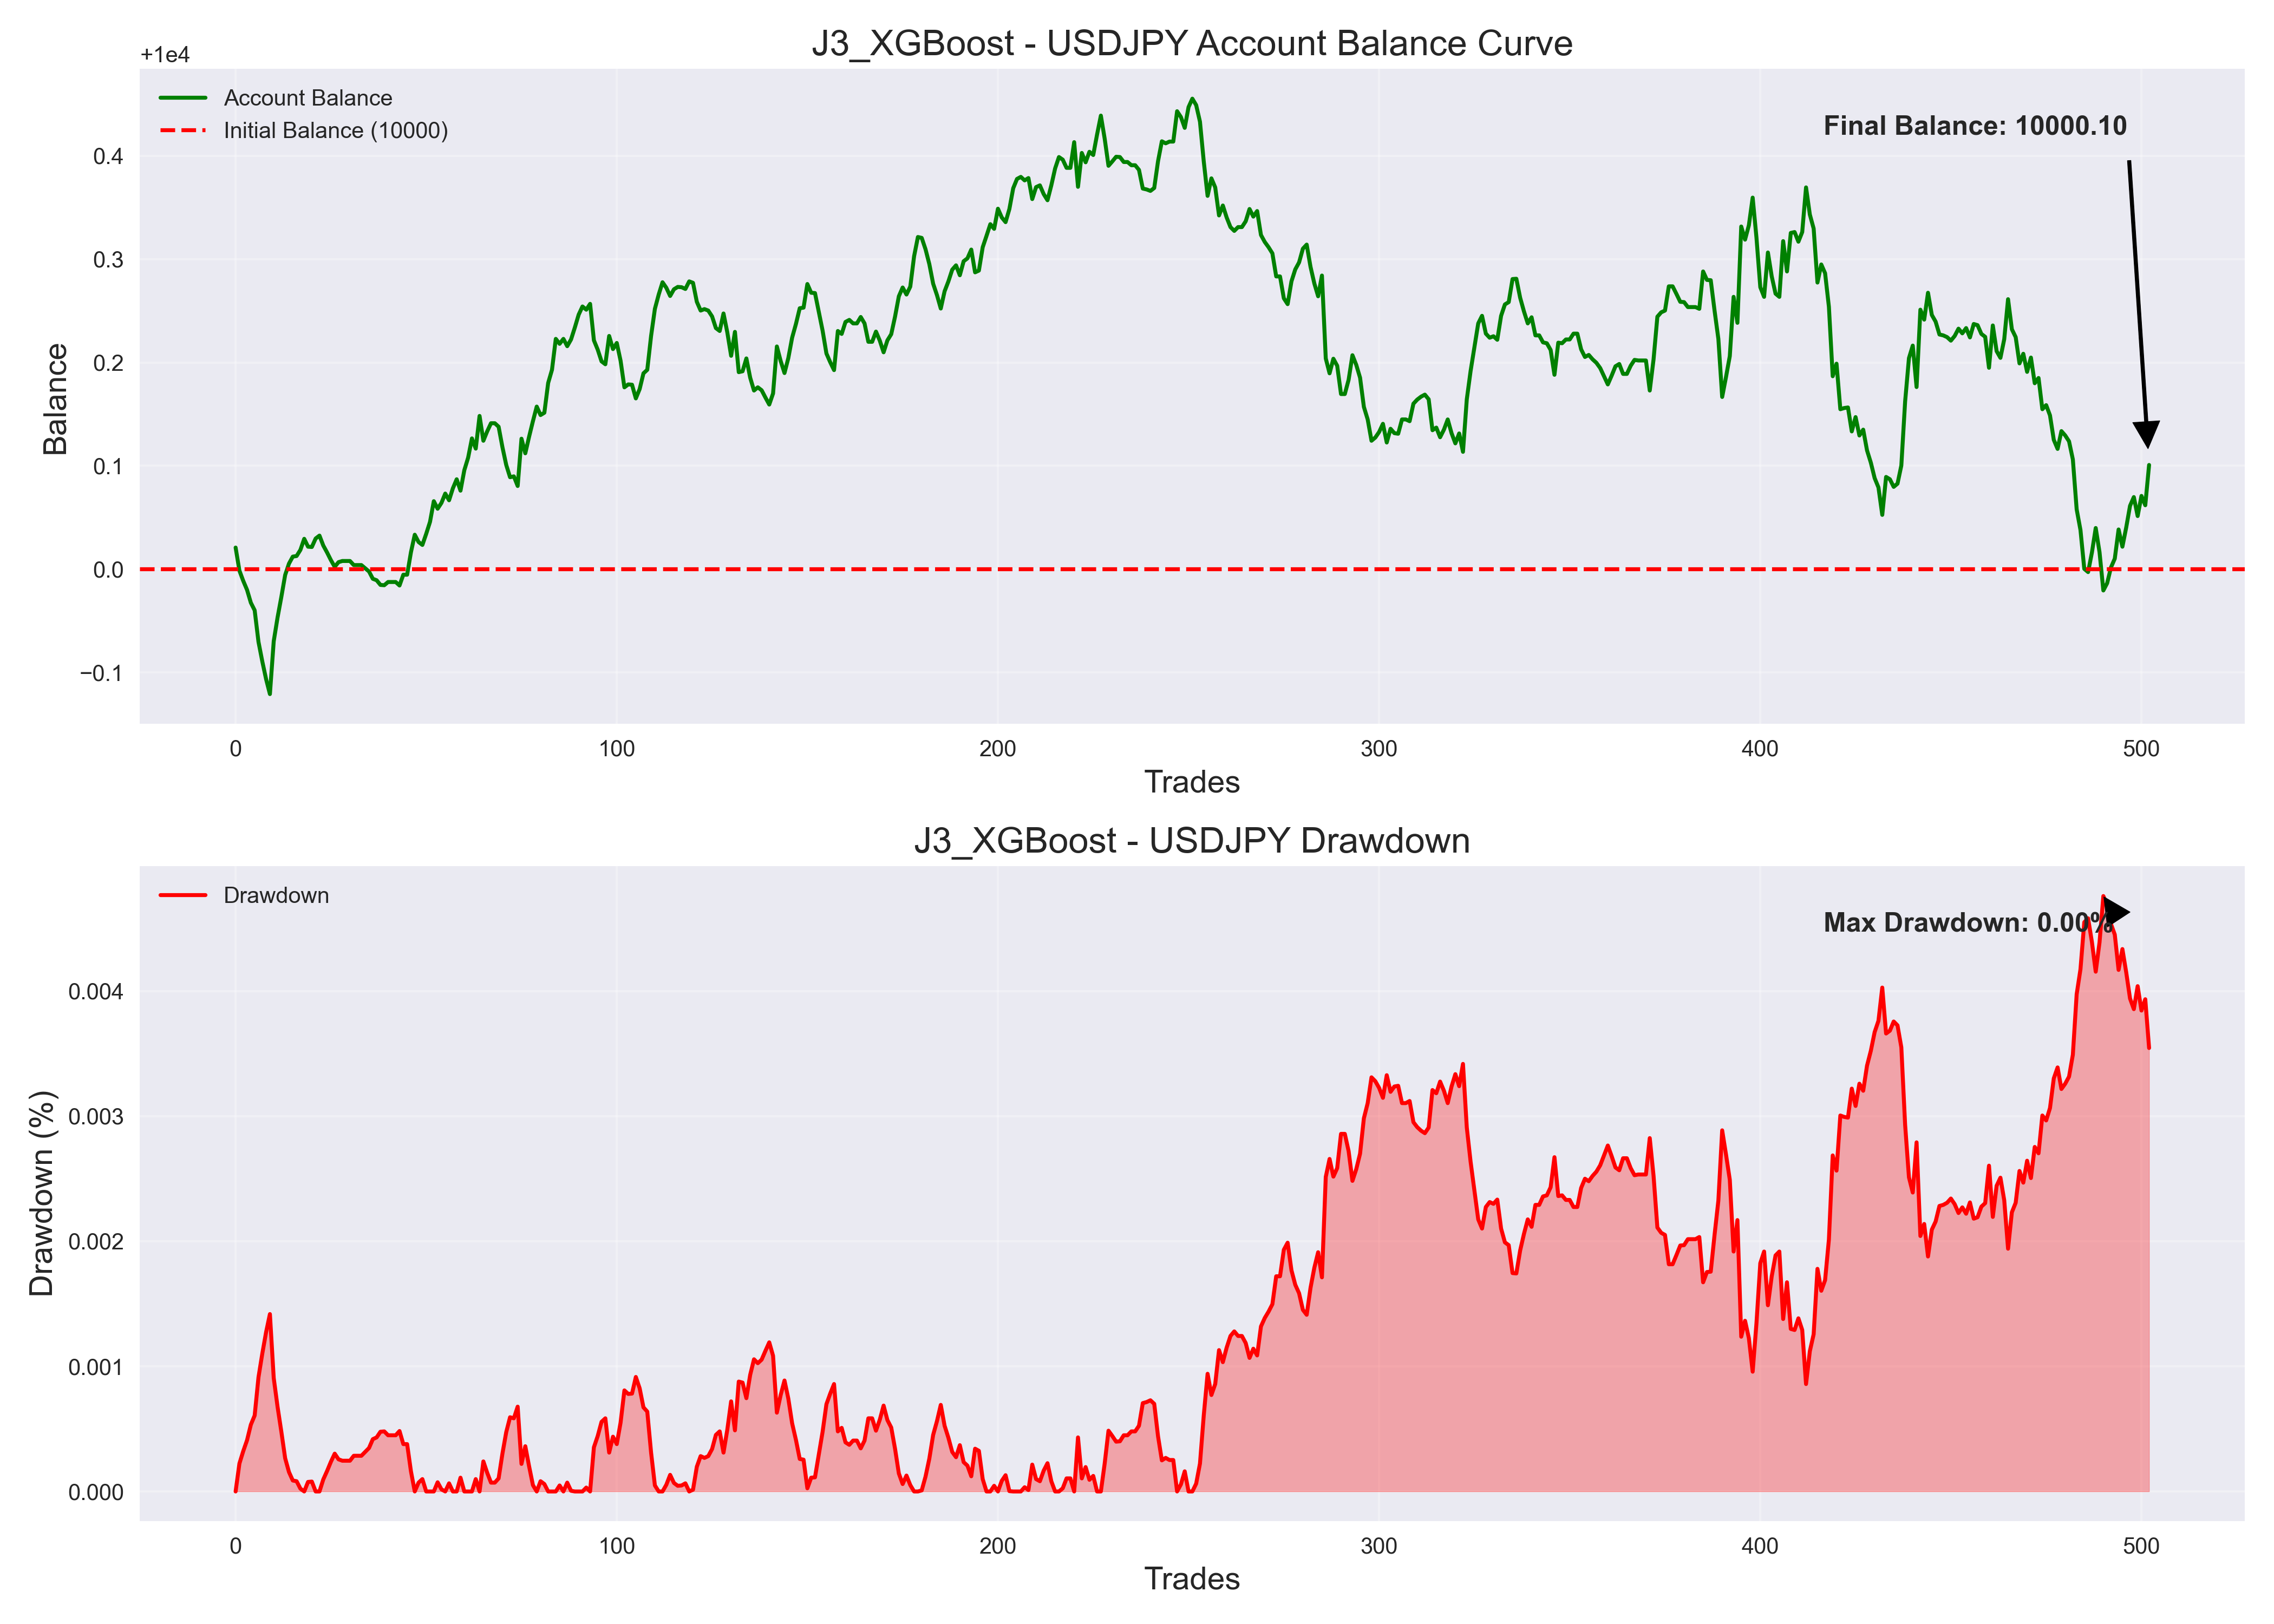 J3_XGBoost - USDJPY Account Balance Curve
+1e4
Account Balance
Initial Balance (10000)
Final Balance: 10000.10
0.4
0.3
0.2
0.1
0.0
−0.1
Balance
0 100 200 300 400 500
Trades
J3_XGBoost - USDJPY Drawdown
Drawdown
Max Drawdown: 0.00%
0.004
0.003
0.002
0.001
0.000
Drawdown (%)
0 100 200 300 400 500
Trades